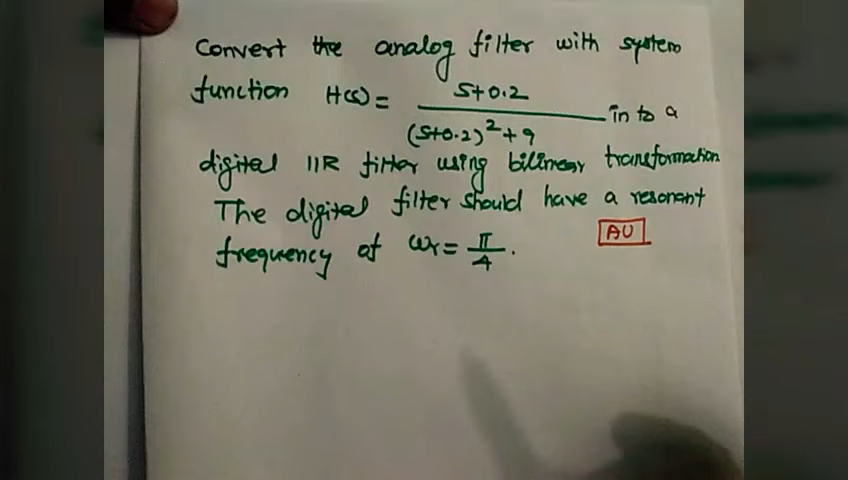 Convert the analog filter with system
function H(s) = S+0.2 / (S+0.2)² + 9 in to a
digital IIR filter using bilinear transformation
The digital filter should have a resonant
frequency of ωr = π/4.
AU